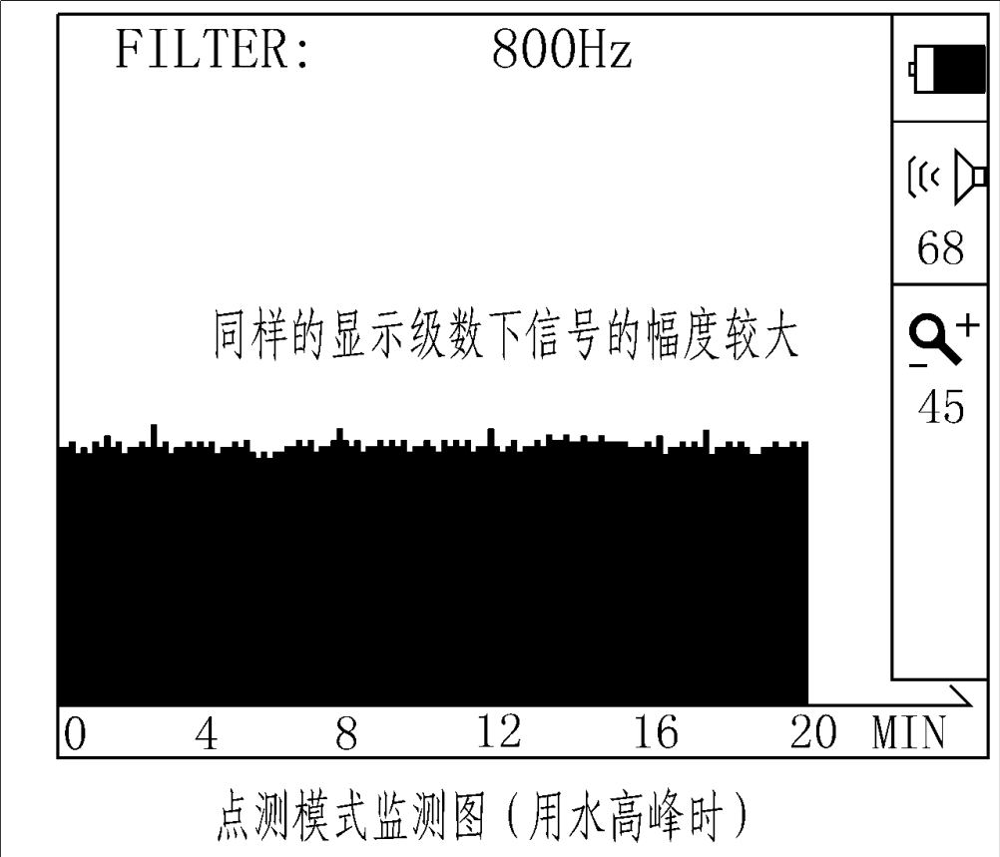 FILTER: 800Hz
68
同样的显示级数下信号的幅度较大
45
0 4 8 12 16 20 MIN
点测模式监测图（用水高峰时）